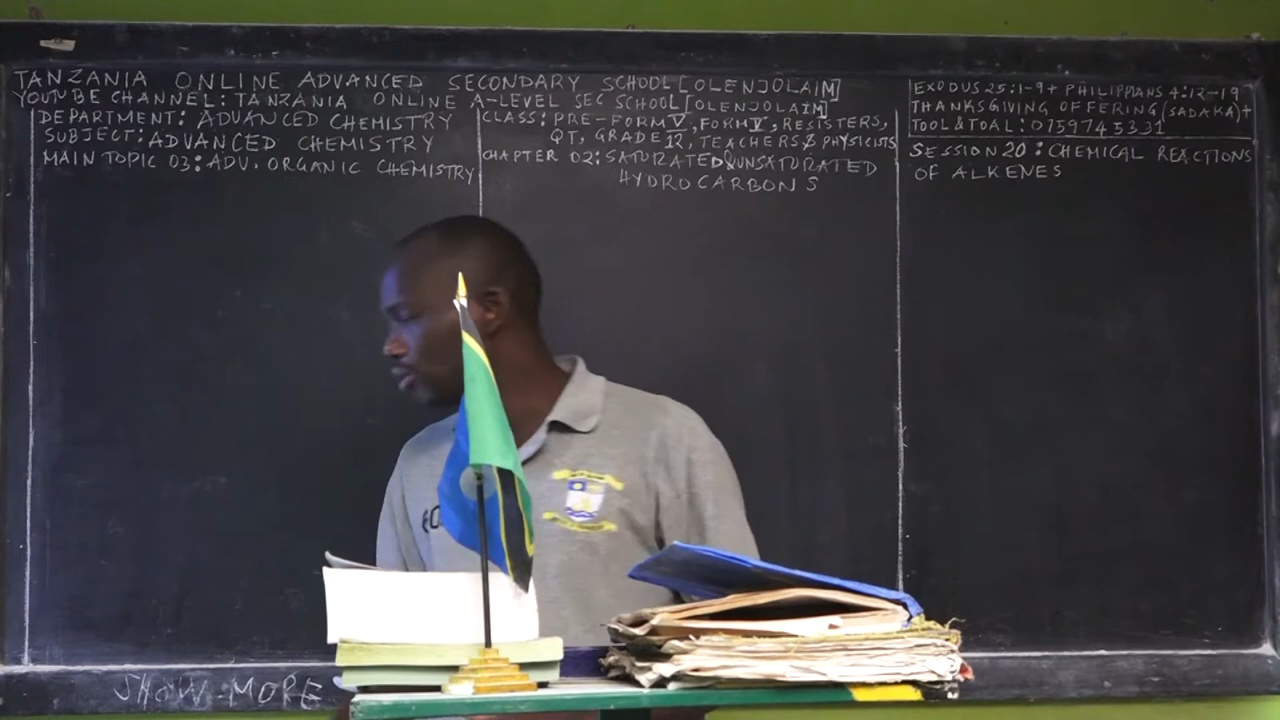 TANZANIA ONLINE ADVANCED SECONDARY SCHOOL [OLENJOLAIM]
YOUTUBE CHANNEL: TANZANIA ONLINE A-LEVEL SEC SCHOOL [OLENJOLAIM]
DEPARTMENT: ADVANCED CHEMISTRY
SUBJECT: ADVANCED CHEMISTRY
MAIN TOPIC 03: ADV. ORGANIC CHEMISTRY
CLASS: PRE-FORM V, FORM V, RESISTERS,
QT, GRADE 12, TEACHERS & PHYSICISTS
CHAPTER 02: SATURATED & UNSATURATED
HYDROCARBONS
EXODUS 25:1-9 + PHILIPPIANS 4:12-19
THANKSGIVING OFFERING (SADAKA) +
TOOL & TOAL: 0759745331
SESSION 20: CHEMICAL REACTIONS
OF ALKENES
SHOW MORE